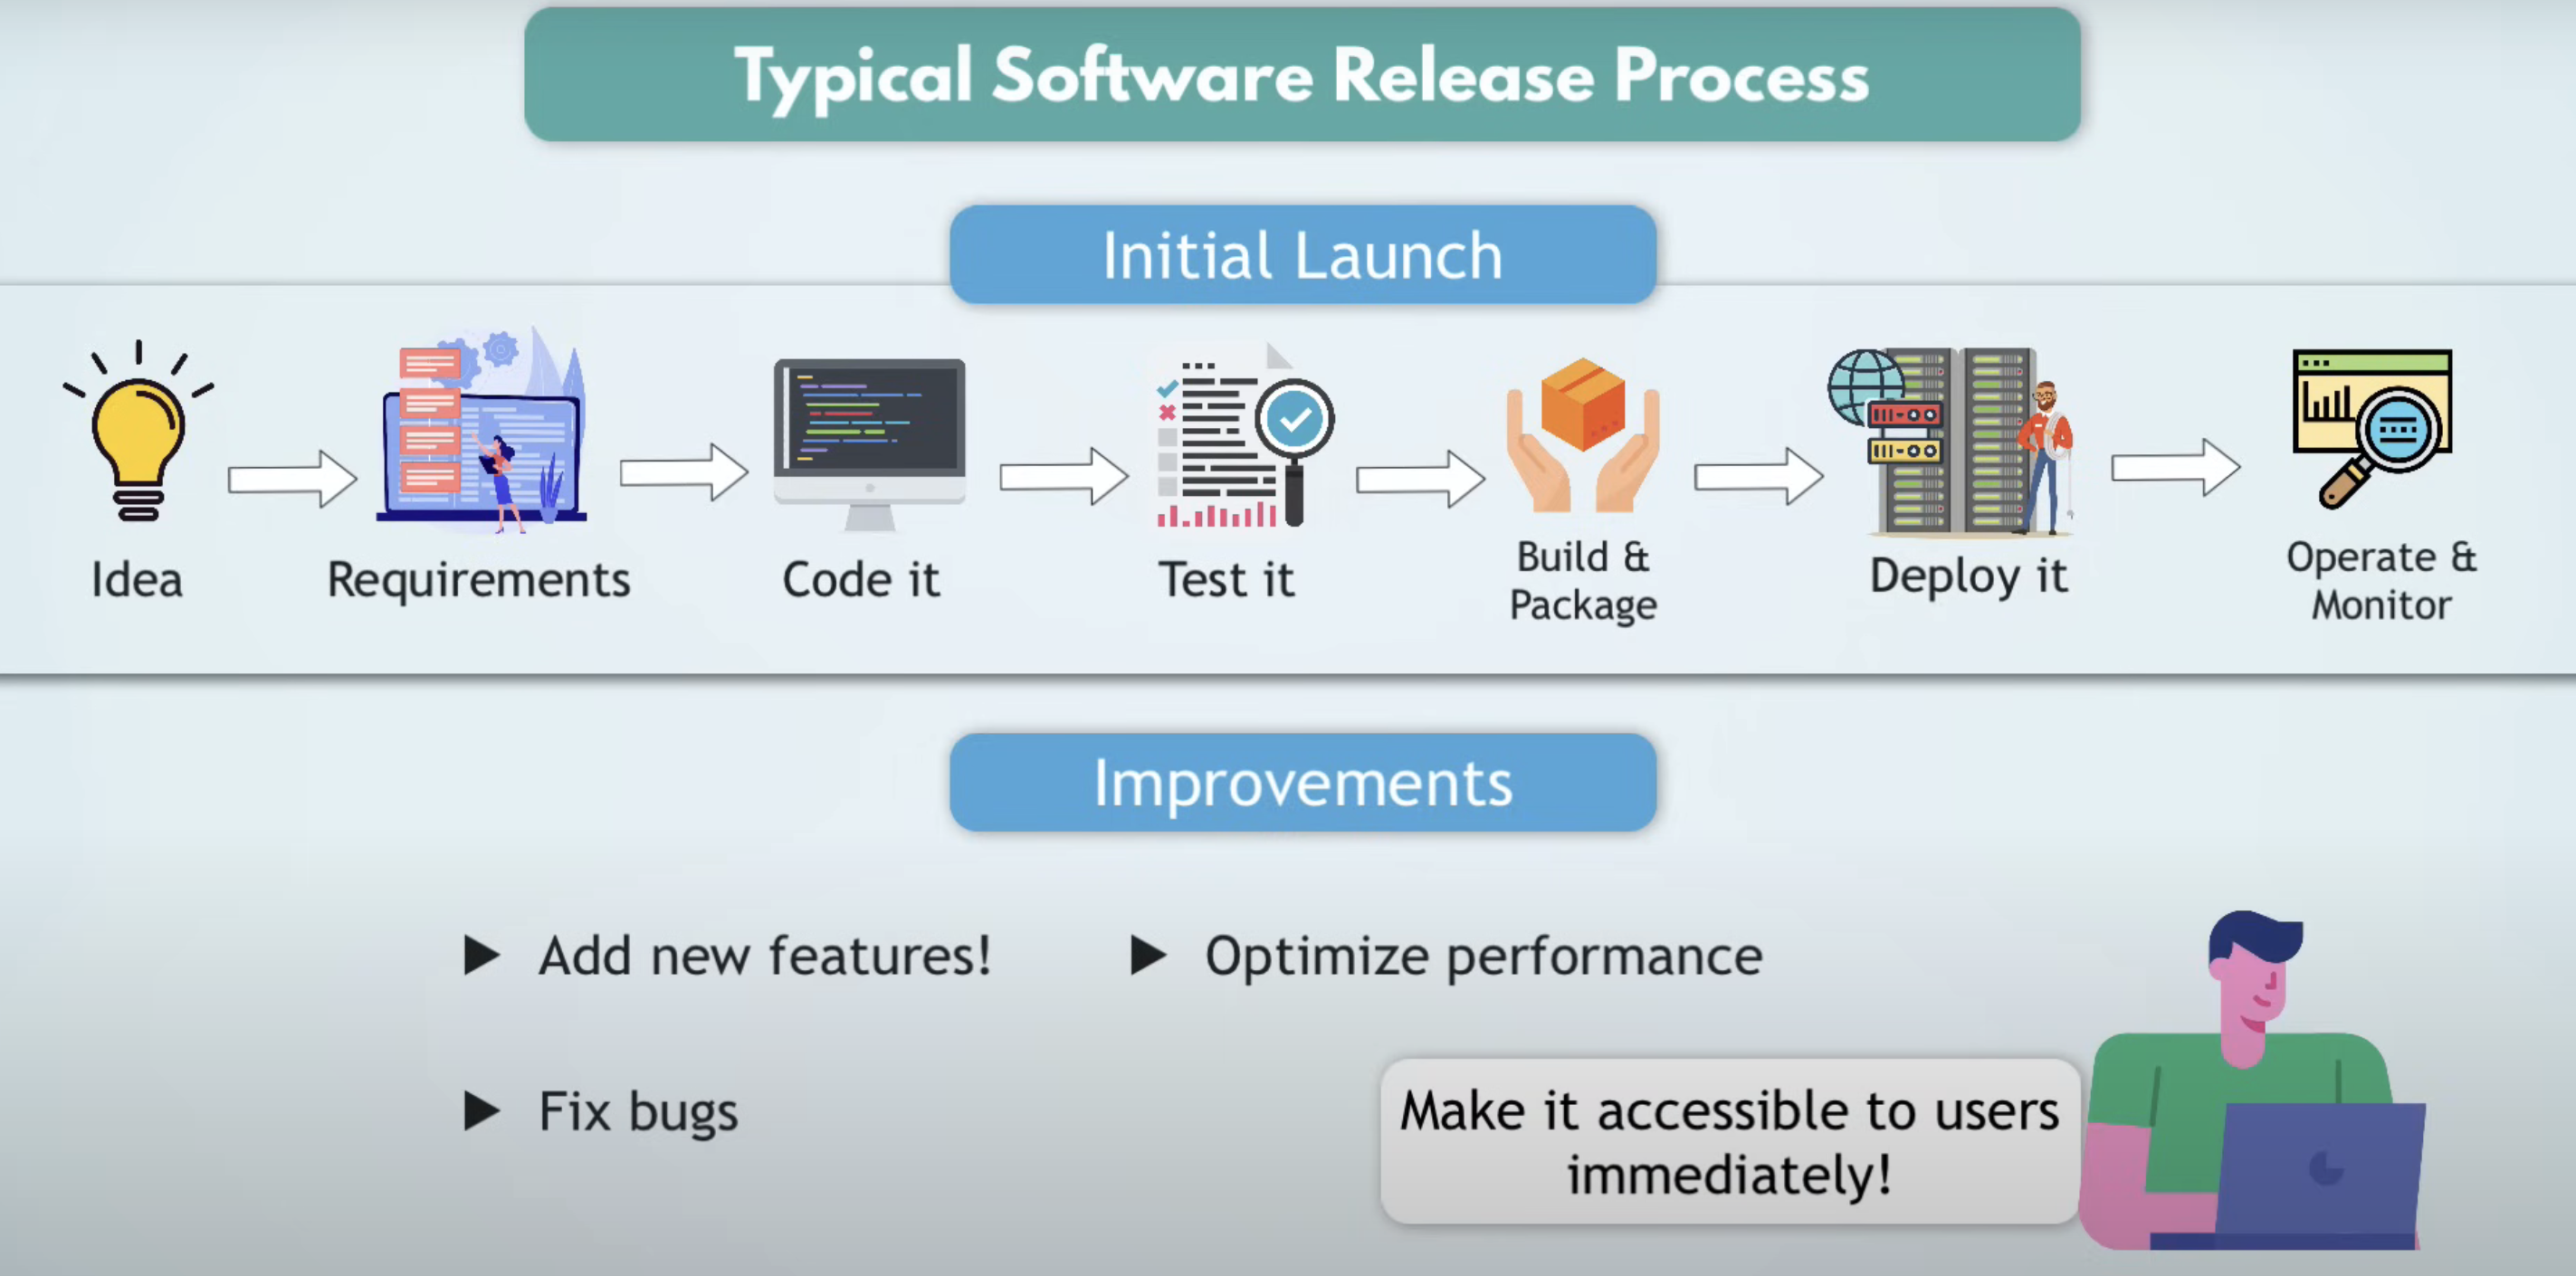 Typical Software Release Process
Initial Launch
Idea
Requirements
Code it
Test it
Build &
Package
Deploy it
Operate &
Monitor
Improvements
Add new features!
Optimize performance
Fix bugs
Make it accessible to users
immediately!